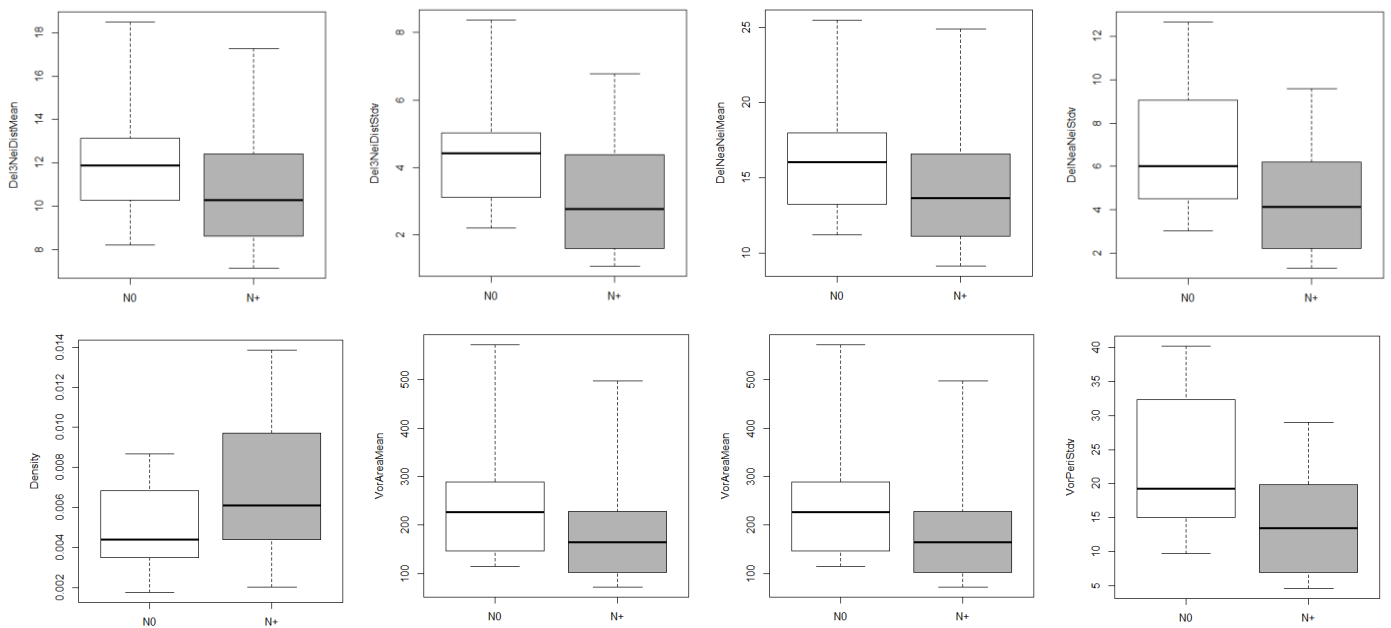 Del3NeiDistMean
18
16
14
12
10
8
N0 N+
Del3NeiDistStdv
8
6
4
2
N0 N+
DelNeaNeiMean
25
20
15
10
N0 N+
DelNeaNeiStdv
12
10
8
6
4
2
N0 N+
Density
0.014
0.012
0.010
0.008
0.006
0.004
0.002
N0 N+
VorAreaMean
500
400
300
200
100
N0 N+
VorAreaMean
500
400
300
200
100
N0 N+
VorPeriStdv
40
35
30
25
20
15
10
5
N0 N+